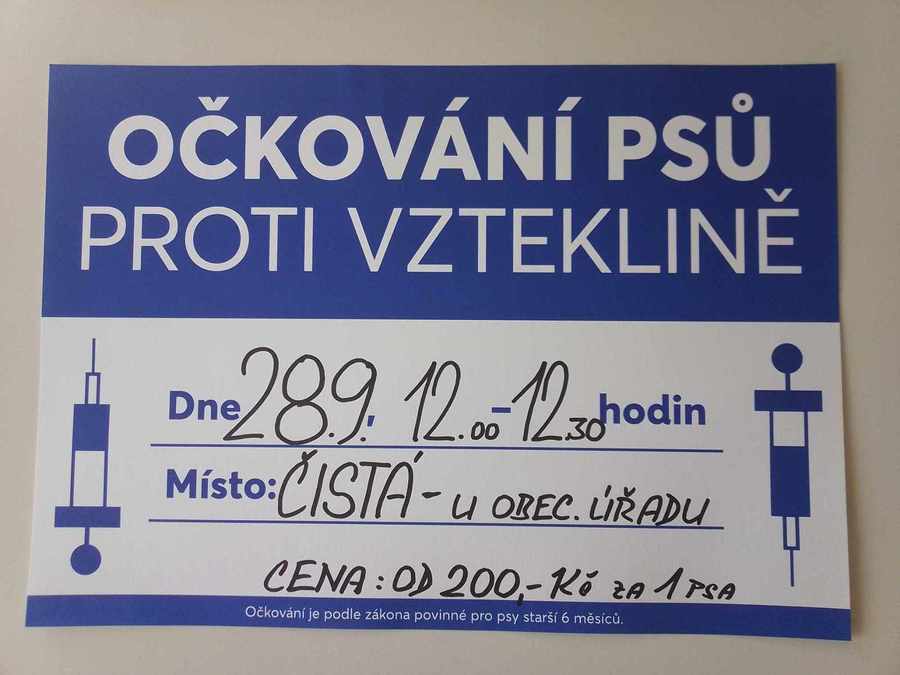 OČKOVÁNÍ PSŮ
PROTI VZTEKLINĚ
Dne 28.9., 12.00-12.30 hodin
Místo: ČISTÁ - U OBEC. ÚŘADU
CENA: OD 200,- Kč ZA 1 PSA
Očkování je podle zákona povinné pro psy starší 6 měsíců.